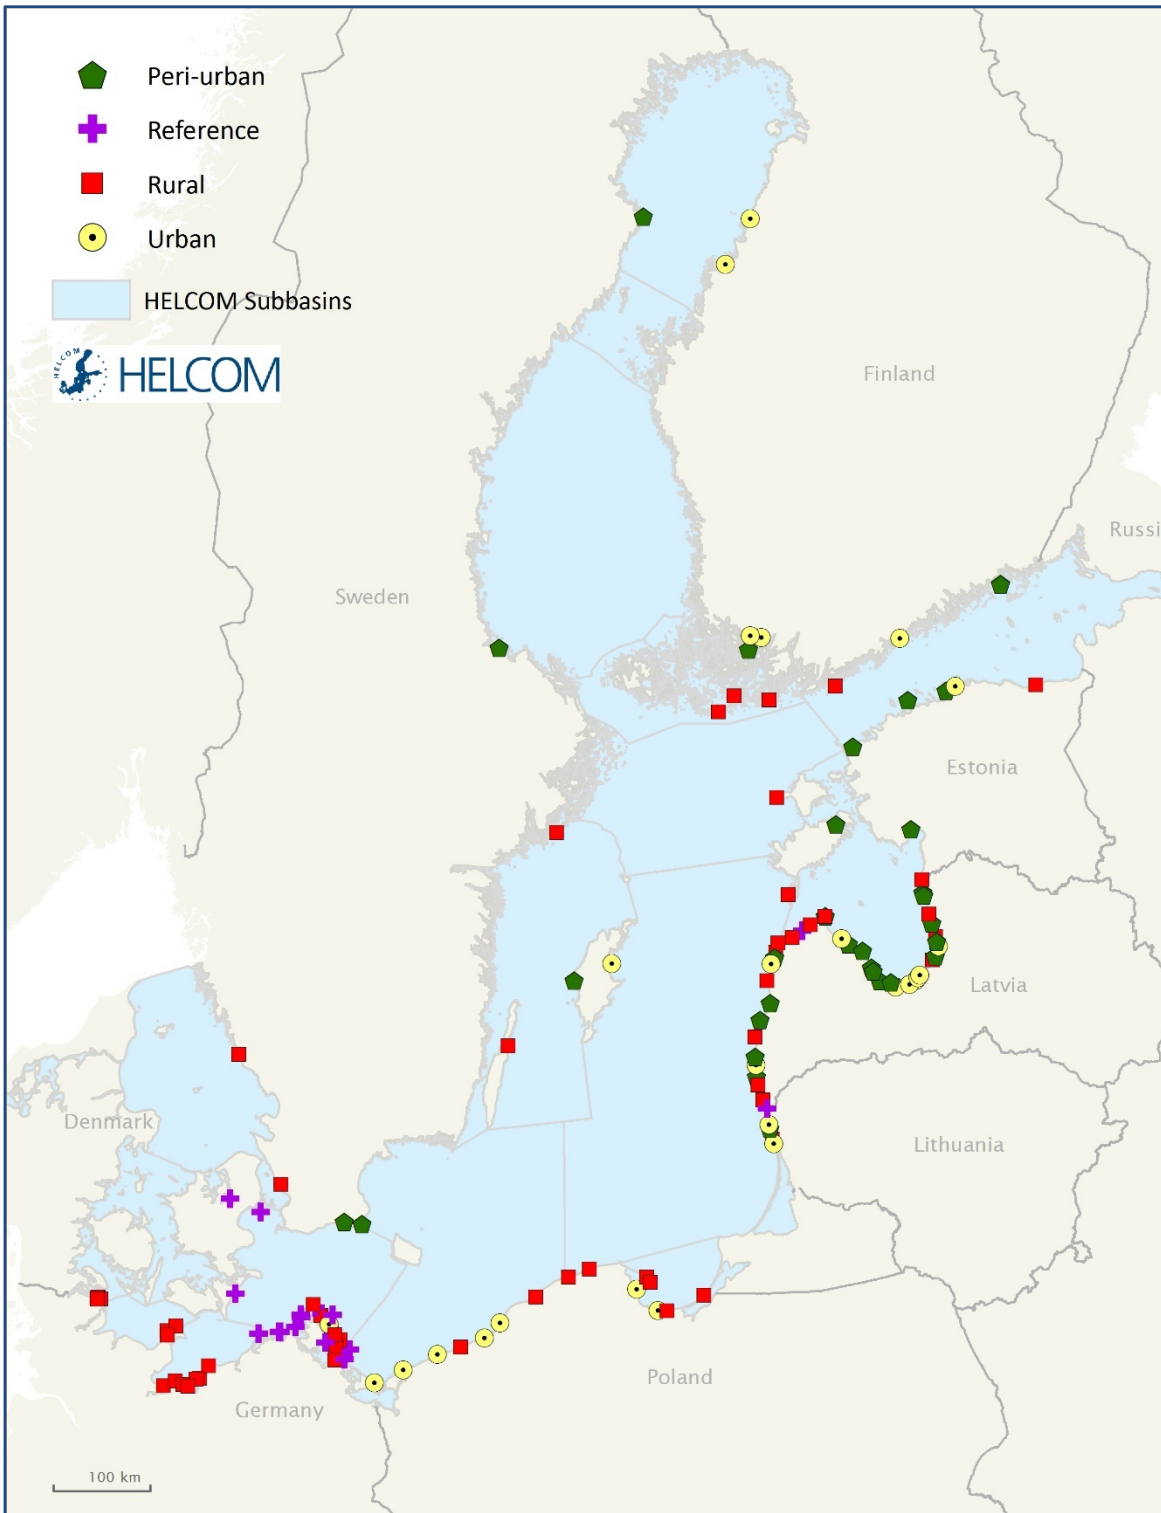 Peri-urban
Reference
Rural
Urban
HELCOM Subbasins
HELCOM HELCOM
Finland
Russi
Sweden
Estonia
Latvia
Denmark
Lithuania
Poland
Germany
100 km